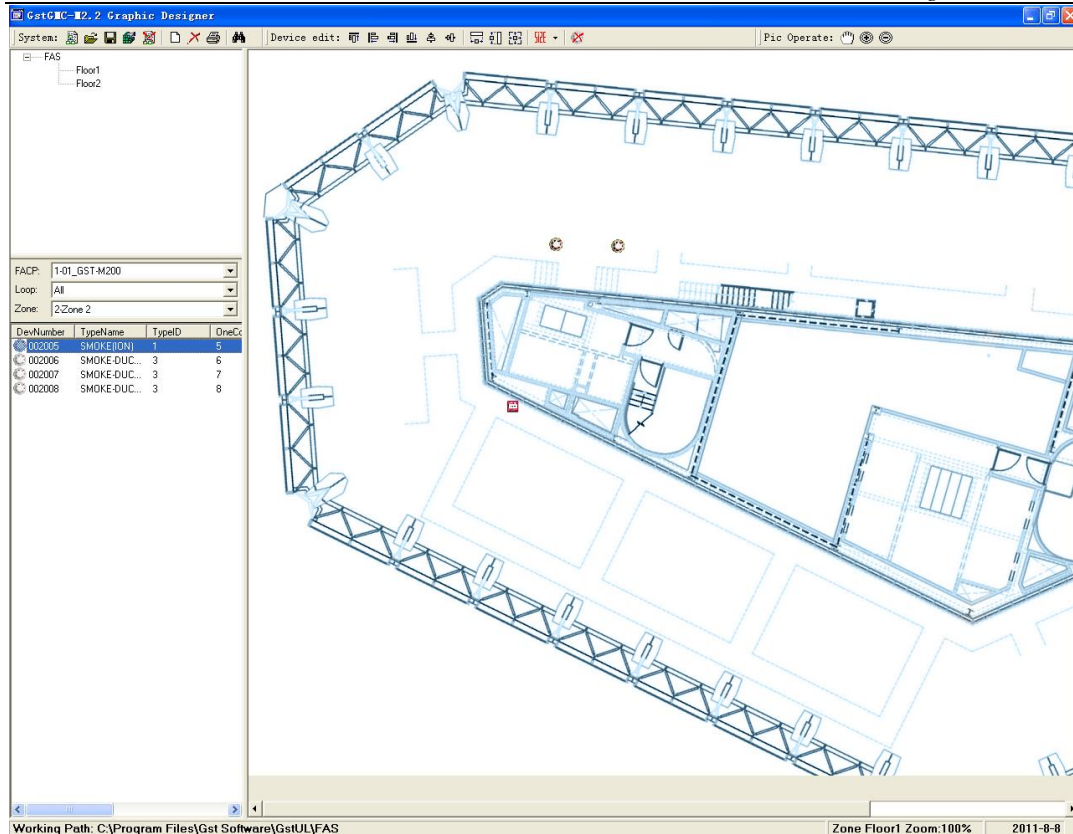 GstGMC-M2.2 Graphic Designer
System: Device edit: Pic Operate:
FAS
Floor1
Floor2
FACP: 1-01_GST-M200
Loop: All
Zone: 2-Zone 2
DevNumber TypeName TypeID OneCo
002005 SMOKE(ION) 1 5
002006 SMOKE-DUC... 3 6
002007 SMOKE-DUC... 3 7
002008 SMOKE-DUC... 3 8
Working Path: C:\Program Files\Gst Software\GstUL\FAS Zone Floor1 Zoom:100% 2011-8-8